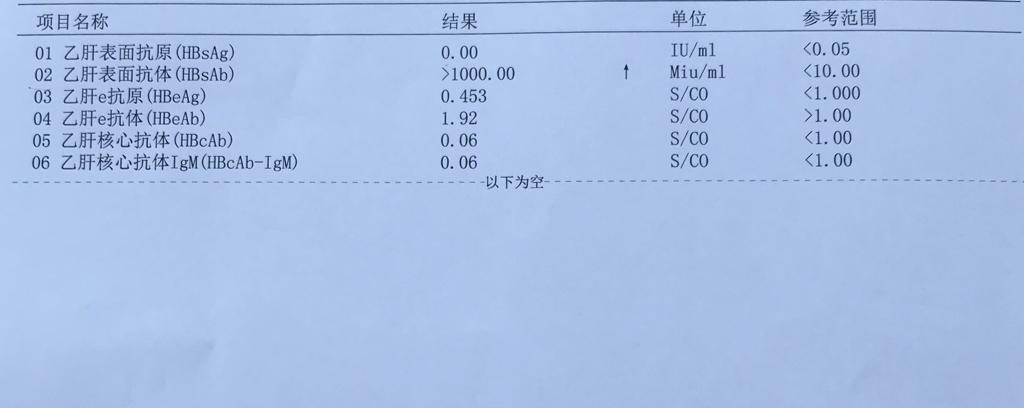 项目名称 结果 单位 参考范围
01 乙肝表面抗原(HBsAg) 0.00 IU/ml <0.05
02 乙肝表面抗体(HBsAb) >1000.00 ↑ Miu/ml <10.00
03 乙肝e抗原(HBeAg) 0.453 S/CO <1.000
04 乙肝e抗体(HBeAb) 1.92 S/CO >1.00
05 乙肝核心抗体(HBcAb) 0.06 S/CO <1.00
06 乙肝核心抗体IgM(HBcAb-IgM) 0.06 S/CO <1.00
以下为空